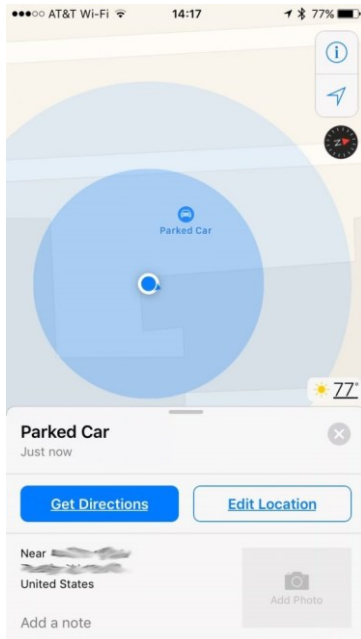 ●●●○○ AT&T Wi-Fi 14:17 77%
Parked Car
77°
Parked Car
Just now
Get Directions
Edit Location
Near
United States
Add Photo
Add a note